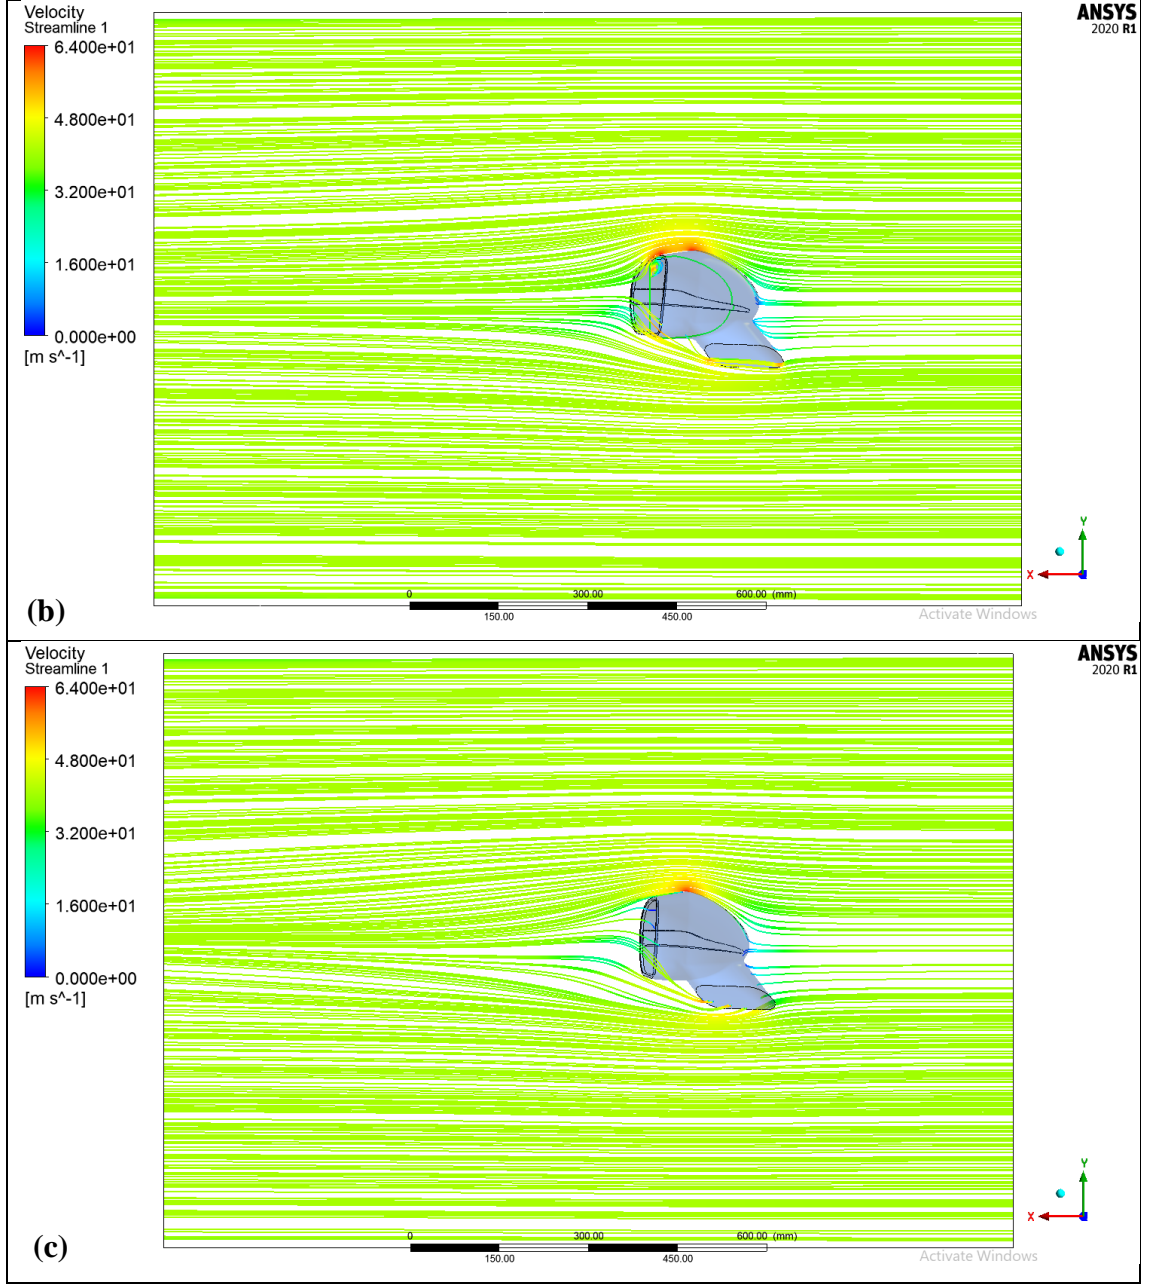 Velocity
Streamline 1
6.400e+01
4.800e+01
3.200e+01
1.600e+01
0.000e+00
[m s^-1]
ANSYS
2020 R1
Y
X
0
300.00
600.00 (mm)
150.00
450.00
Activate Windows
(b)
Velocity
Streamline 1
6.400e+01
4.800e+01
3.200e+01
1.600e+01
0.000e+00
[m s^-1]
ANSYS
2020 R1
Y
X
0
300.00
600.00 (mm)
150.00
450.00
Activate Windows
(c)